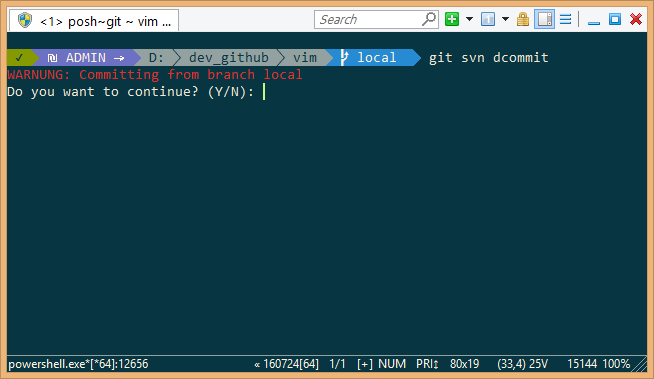 <1> posh~git ~ vim ...
Search
✓ ₪ ADMIN → D: dev_github vim local git svn dcommit
WARNUNG: Committing from branch local
Do you want to continue? (Y/N):
powershell.exe*[*64]:12656 « 160724[64] 1/1 [+] NUM PRI↕ 80x19 (33,4) 25V 15144 100%